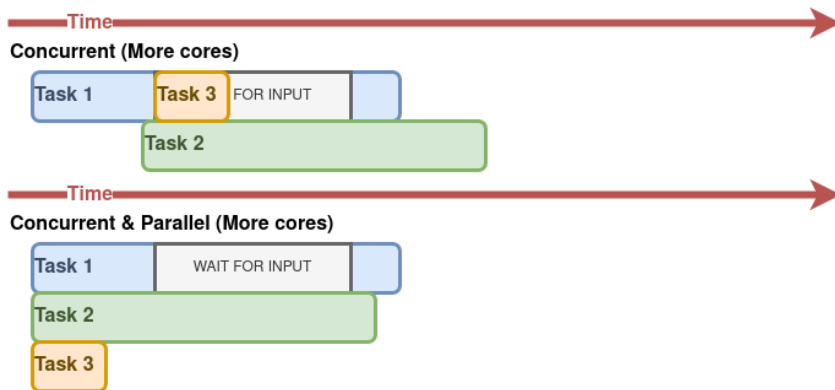 Time
Concurrent (More cores)
Task 1
Task 3
FOR INPUT
Task 2
Time
Concurrent & Parallel (More cores)
Task 1
WAIT FOR INPUT
Task 2
Task 3